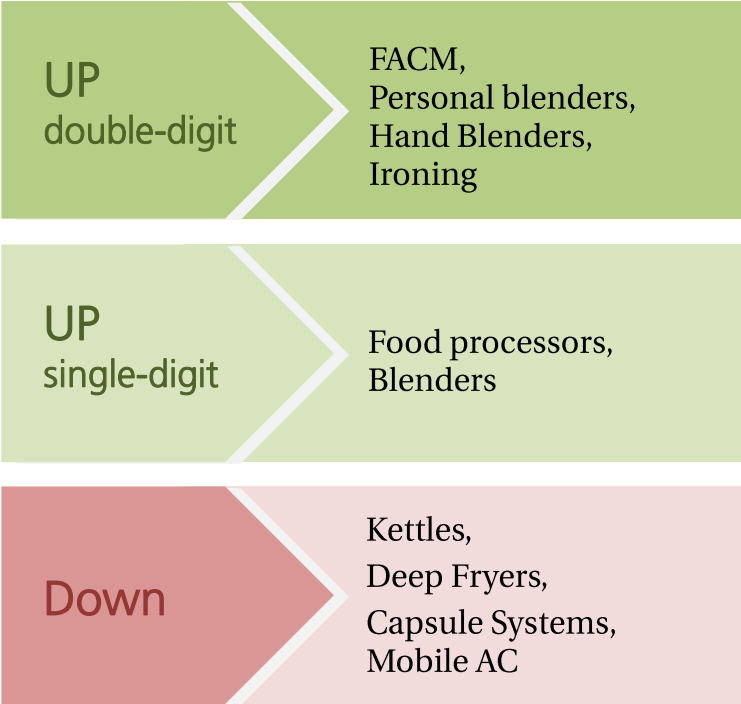 UP
double-digit
FACM,
Personal blenders,
Hand Blenders,
Ironing
UP
single-digit
Food processors,
Blenders
Down
Kettles,
Deep Fryers,
Capsule Systems,
Mobile AC